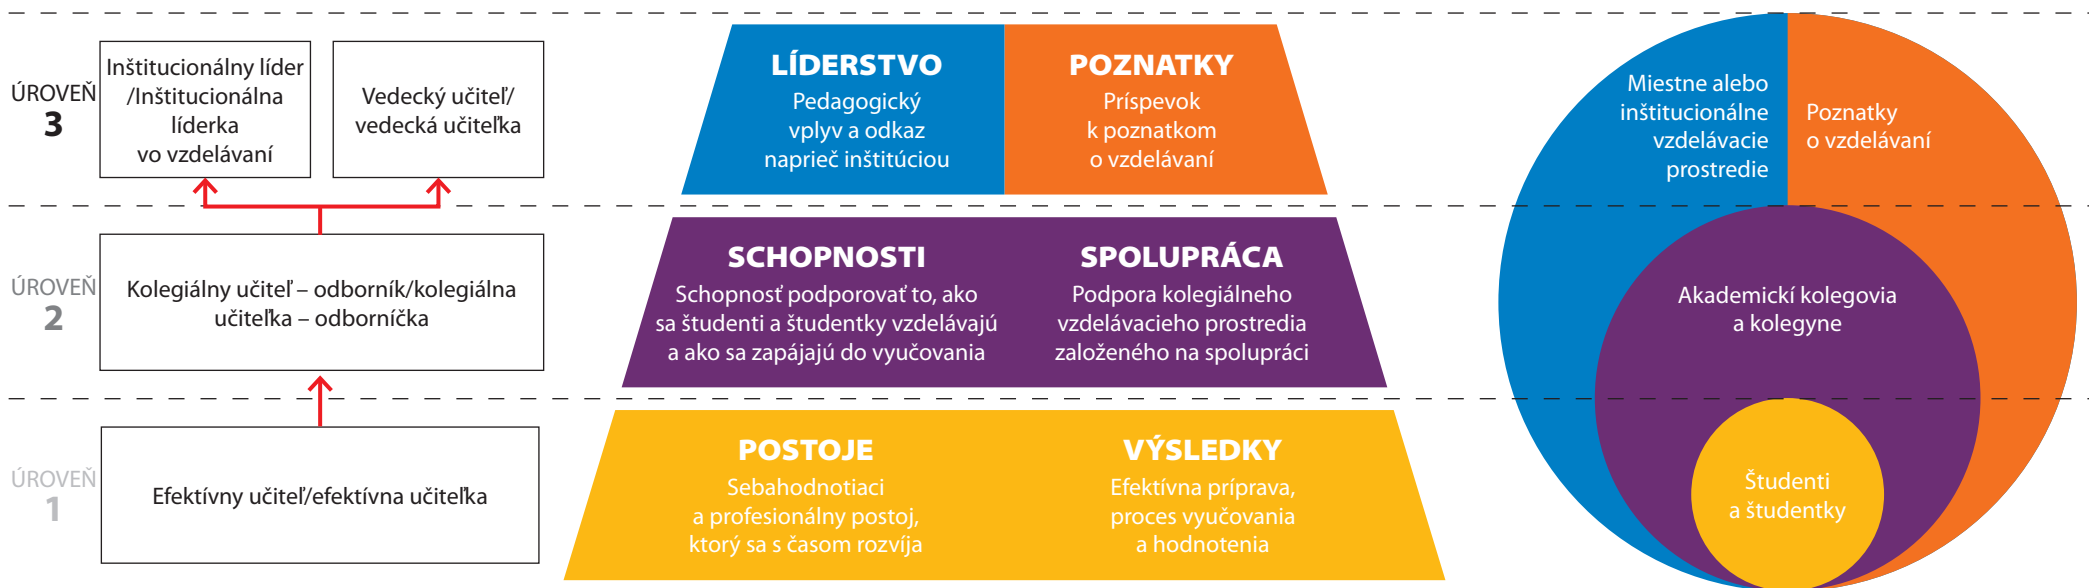 ÚROVEŇ
3
Inštitucionálny líder
/Inštitucionálna
líderka
vo vzdelávaní
Vedecký učiteľ/
vedecká učiteľka
LÍDERSTVO
Pedagogický
vplyv a odkaz
naprieč inštitúciou
POZNATKY
Príspevok
k poznatkom
o vzdelávaní
Miestne alebo
inštitucionálne
vzdelávacie
prostredie
Poznatky
o vzdelávaní
ÚROVEŇ
2
Kolegiálny učiteľ – odborník/kolegiálna
učiteľka – odborníčka
SCHOPNOSTI
Schopnosť podporovať to, ako
sa študenti a študentky vzdelávajú
a ako sa zapájajú do vyučovania
SPOLUPRÁCA
Podpora kolegiálneho
vzdelávacieho prostredia
založeného na spolupráci
Akademickí kolegovia
a kolegyne
ÚROVEŇ
1
Efektívny učiteľ/efektívna učiteľka
POSTOJE
Sebahodnotiaci
a profesionálny postoj,
ktorý sa s časom rozvíja
VÝSLEDKY
Efektívna príprava,
proces vyučovania
a hodnotenia
Študenti
a študentky